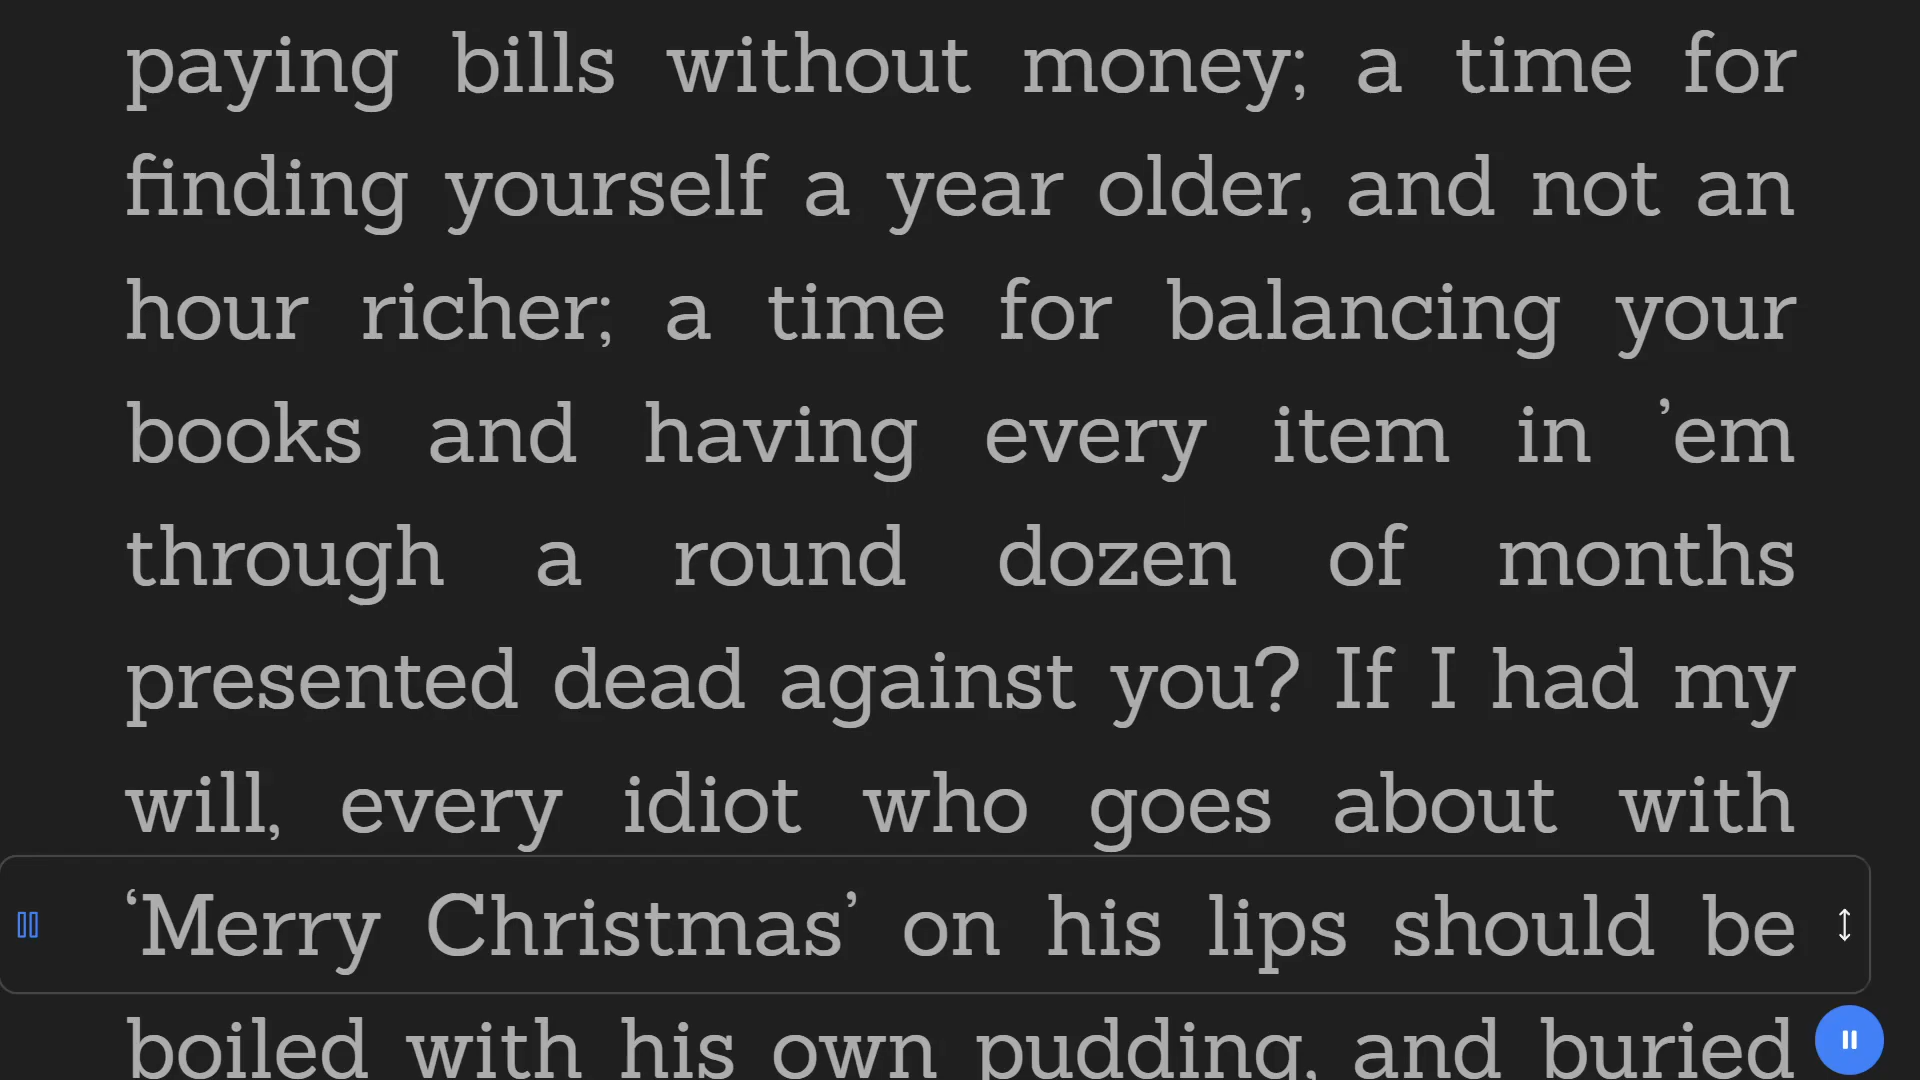 paying bills without money; a time for
finding yourself a year older, and not an
hour richer; a time for balancing your
books and having every item in ’em
through a round dozen of months
presented dead against you? If I had my
will, every idiot who goes about with
‘Merry Christmas’ on his lips should be
boiled with his own pudding, and buried